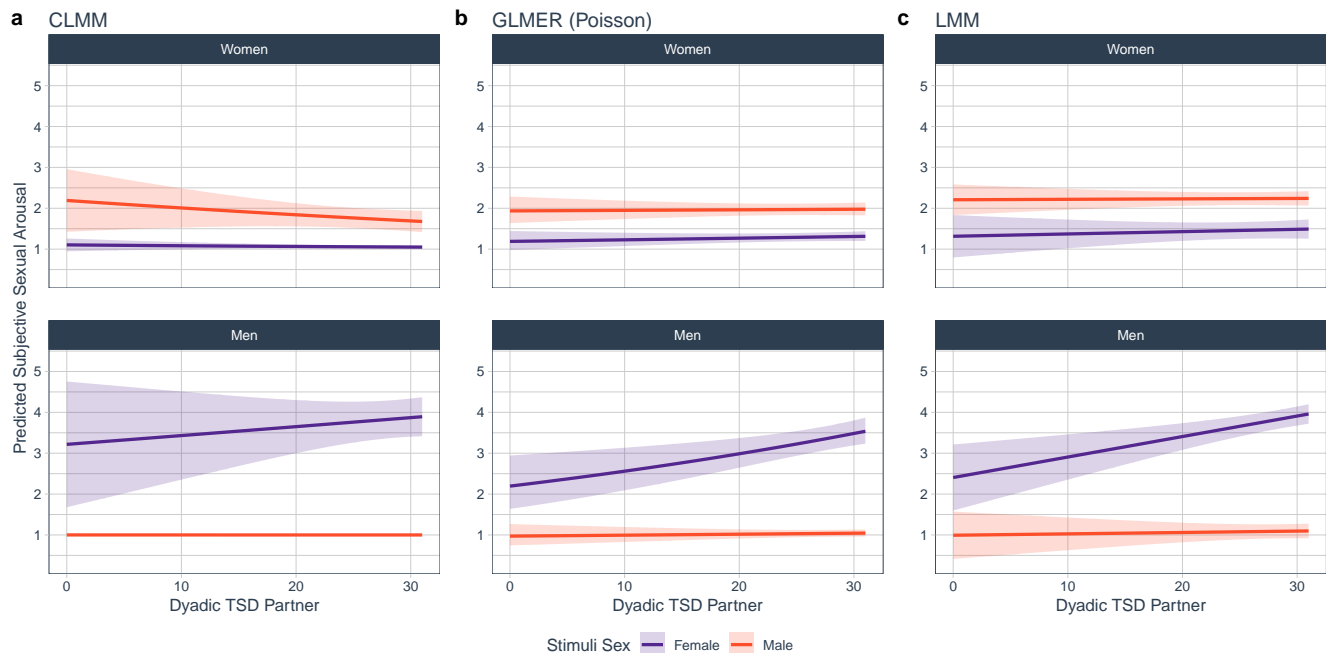 a CLMM
b GLMER (Poisson)
c LMM
Women
Women
Women
5
4
3
2
1
5
4
3
2
1
5
4
3
2
1
Predicted Subjective Sexual Arousal
Men
Men
Men
5
4
3
2
1
5
4
3
2
1
5
4
3
2
1
0 10 20 30
0 10 20 30
0 10 20 30
Dyadic TSD Partner
Dyadic TSD Partner
Dyadic TSD Partner
Stimuli Sex Female Male